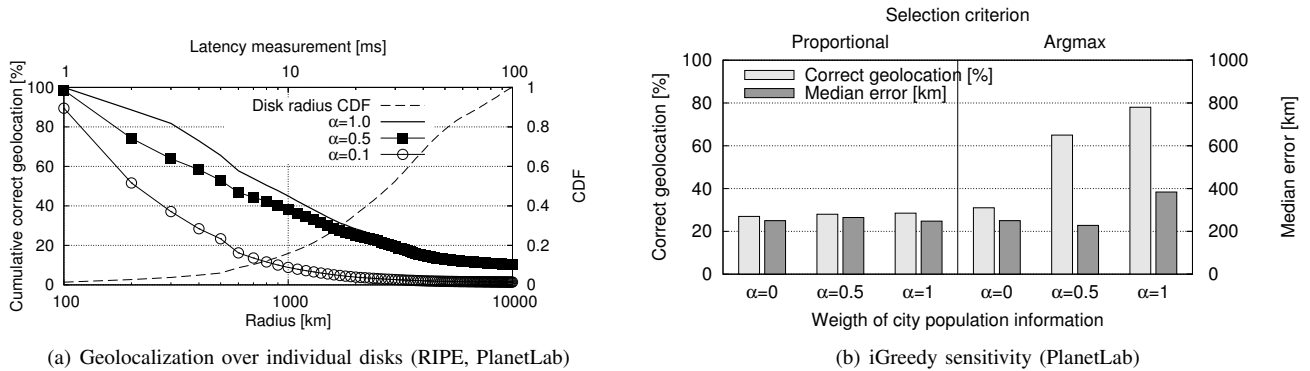 Latency measurement [ms]
1 10 100
Cumulative correct geolocation [%]
100
80
60
40
20
0
Disk radius CDF
α=1.0
α=0.5
α=0.1
1
0.8
0.6
0.4
0.2
0
CDF
100 1000 10000
Radius [km]
(a) Geolocalization over individual disks (RIPE, PlanetLab)
Selection criterion
Proportional Argmax
Correct geolocation [%]
100
80
60
40
20
0
Correct geolocation [%]
Median error [km]
1000
800
600
400
200
0
Median error [km]
α=0 α=0.5 α=1 α=0 α=0.5 α=1
Weigth of city population information
(b) iGreedy sensitivity (PlanetLab)